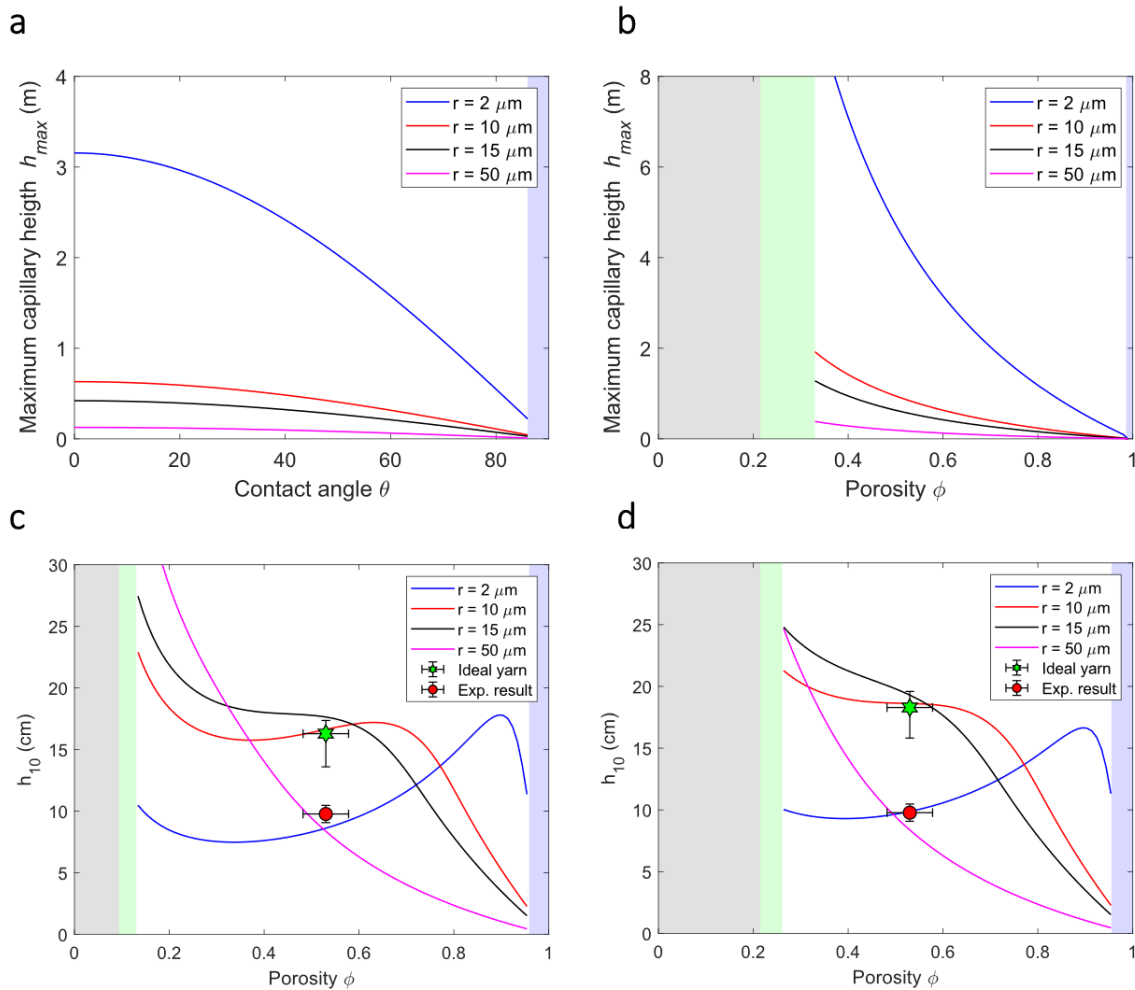 a
Maximum capillary heigth h_max (m)
4
3
2
1
0
r = 2 μm
r = 10 μm
r = 15 μm
r = 50 μm
0 20 40 60 80
Contact angle θ
b
Maximum capillary heigth h_max (m)
8
6
4
2
0
r = 2 μm
r = 10 μm
r = 15 μm
r = 50 μm
0 0.2 0.4 0.6 0.8 1
Porosity ϕ
c
h_10 (cm)
30
25
20
15
10
5
0
r = 2 μm
r = 10 μm
r = 15 μm
r = 50 μm
Ideal yarn
Exp. result
0 0.2 0.4 0.6 0.8 1
Porosity ϕ
d
h_10 (cm)
30
25
20
15
10
5
0
r = 2 μm
r = 10 μm
r = 15 μm
r = 50 μm
Ideal yarn
Exp. result
0 0.2 0.4 0.6 0.8 1
Porosity ϕ